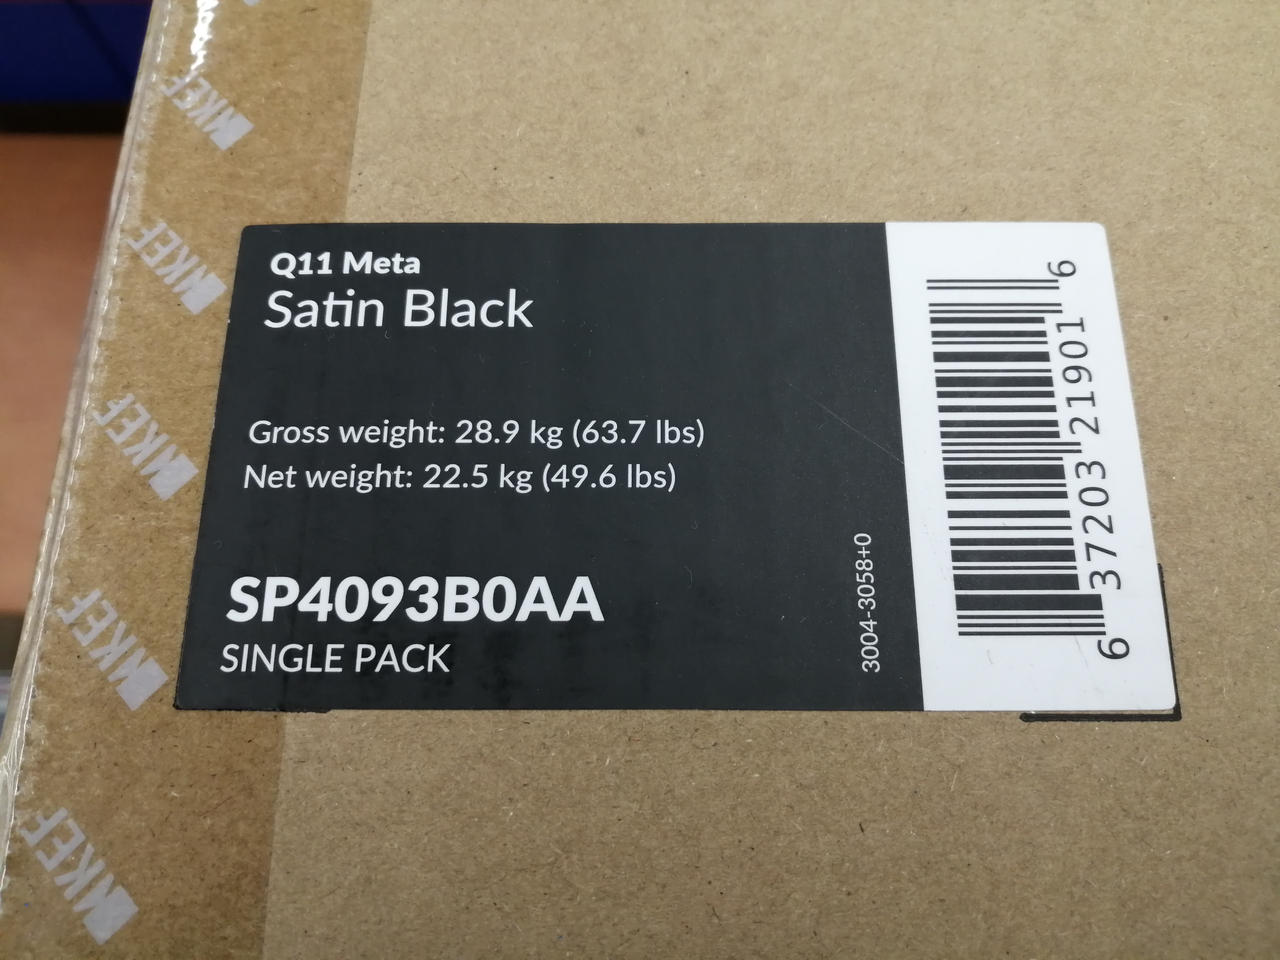 Q11 Meta
Satin Black
Gross weight: 28.9 kg (63.7 lbs)
Net weight: 22.5 kg (49.6 lbs)
SP4093B0AA
SINGLE PACK
3004-3058+0
6 37203 21901 6
KEF
KEF
KEF
KEF
KEF